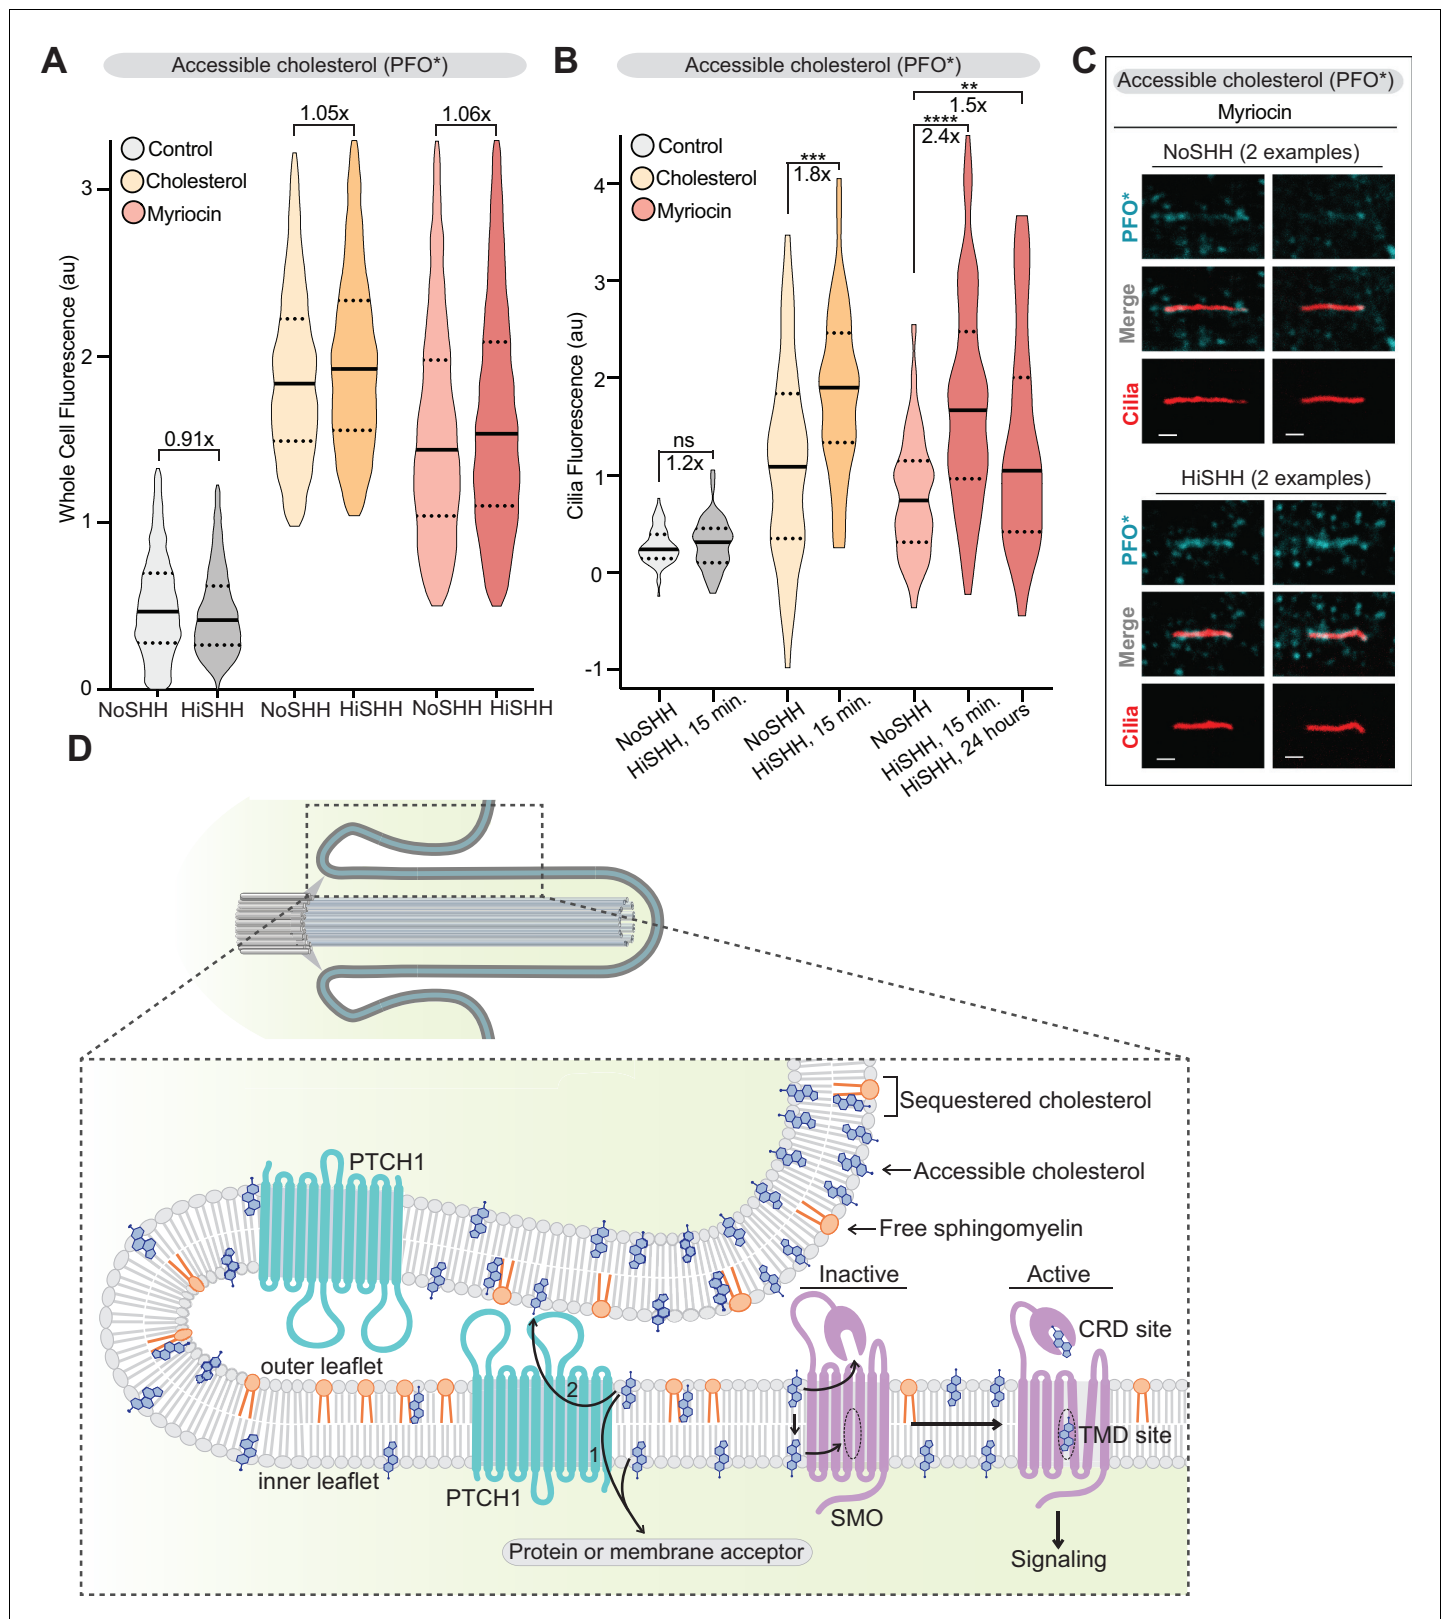 A
Accessible cholesterol (PFO*)
Control
Cholesterol
Myriocin
0.91x
1.05x
1.06x
Whole Cell Fluorescence (au)
3
2
1
0
NoSHH
HiSHH
NoSHH
HiSHH
NoSHH
HiSHH
B
Accessible cholesterol (PFO*)
Control
Cholesterol
Myriocin
ns
1.2x
***
1.8x
****
2.4x
**
1.5x
Cilia Fluorescence (au)
4
3
2
1
0
-1
NoSHH
HiSHH, 15 min.
NoSHH
HiSHH, 15 min.
NoSHH
HiSHH, 15 min.
HiSHH, 24 hours
C
Accessible cholesterol (PFO*)
Myriocin
NoSHH (2 examples)
PFO*
Merge
Cilia
HiSHH (2 examples)
PFO*
Merge
Cilia
D
Sequestered cholesterol
PTCH1
Accessible cholesterol
Free sphingomyelin
Inactive
Active
CRD site
outer leaflet
2
1
TMD site
inner leaflet
PTCH1
SMO
Protein or membrane acceptor
Signaling